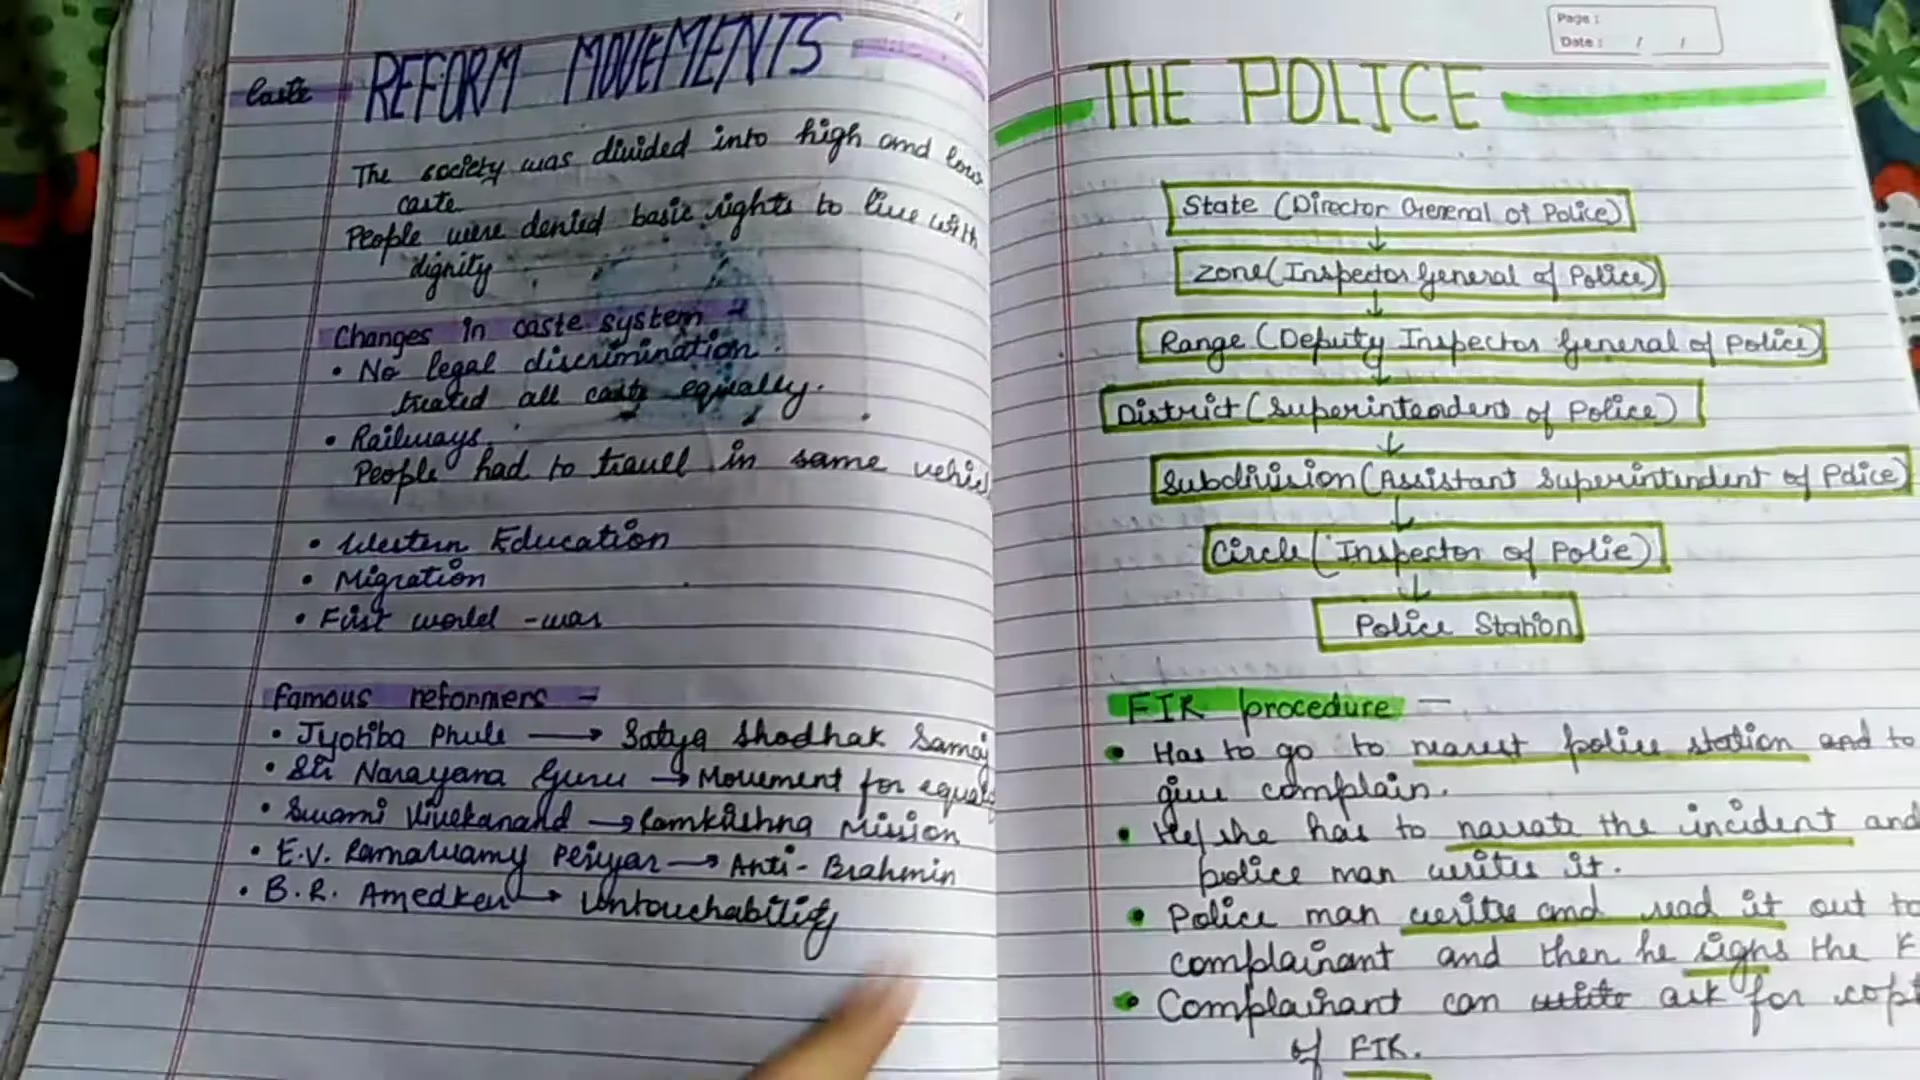 Caste REFORM MOVEMENTS
The society was divided into high and low
caste
People were denied basic rights to live with
dignity
Changes in caste system →
• No legal discrimination.
treated all caste equally.
• Railways.
People had to travell in same vehic
• Western Education
• Migration
• First world - war
Famous reformers -
• Jyotiba Phule → Satya Shodhak Samaj
• Sri Narayana Guru → Movement for equal
• Swami Vivekanand → Ramkrishna Mission
• E.V. Ramaswamy Periyar → Anti - Brahmin
• B.R. Amedker → Untouchability
Page :
Date : / /
THE POLICE
State (Director General of Police)
↓
Zone (Inspector General of Police)
↓
Range (Deputy Inspector General of Police)
District (Superintendent of Police)
↓
Subdivision (Assistant Superintendent of Police)
↓
Circle (Inspector of Polie)
↓
Police Station
FIR procedure —
• Has to go to nearest police station and to
give complain.
• He/she has to narrate the incident and
police man writes it.
• Police man write and read it out to
complainant and then he signs the F
• Complainant can write ask for cop
of FIR.